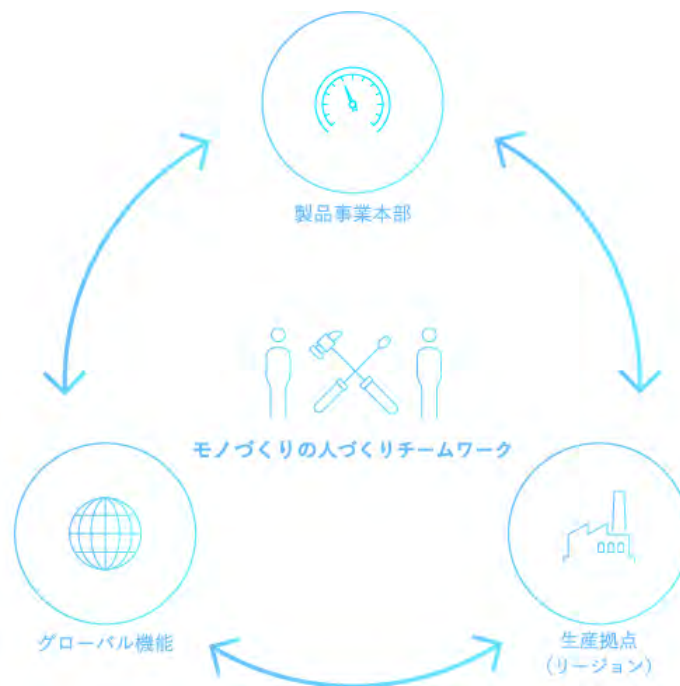 製品事業本部
モノづくりの人づくりチームワーク
グローバル機能
生産拠点
(リージョン)